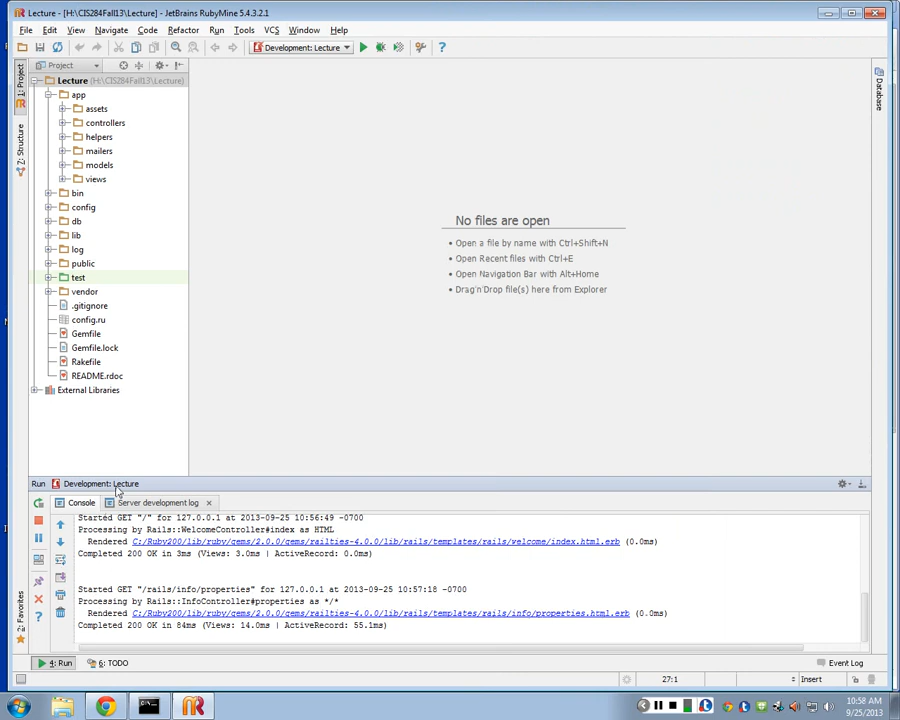 Lecture - [H:\CIS284Fall13\Lecture] - JetBrains RubyMine 5.4.3.2.1
File Edit View Navigate Code Refactor Run Tools VCS Window Help
Development: Lecture
1: Project
Project
Lecture (H:\CIS284Fall13\Lecture)
app
assets
controllers
helpers
mailers
models
views
bin
config
db
lib
log
public
test
vendor
.gitignore
config.ru
Gemfile
Gemfile.lock
Rakefile
README.rdoc
External Libraries
Z: Structure
2: Favorites
Database
No files are open
• Open a file by name with Ctrl+Shift+N
• Open Recent files with Ctrl+E
• Open Navigation Bar with Alt+Home
• Drag'n'Drop file(s) here from Explorer
Run Development: Lecture
Console Server development log
Started GET "/" for 127.0.0.1 at 2013-09-25 10:56:49 -0700
Processing by Rails::WelcomeController#index as HTML
Rendered C:/Ruby200/lib/ruby/gems/2.0.0/gems/railties-4.0.0/lib/rails/templates/rails/welcome/index.html.erb (0.0ms)
Completed 200 OK in 3ms (Views: 3.0ms | ActiveRecord: 0.0ms)
Started GET "/rails/info/properties" for 127.0.0.1 at 2013-09-25 10:57:18 -0700
Processing by Rails::InfoController#properties as */*
Rendered C:/Ruby200/lib/ruby/gems/2.0.0/gems/railties-4.0.0/lib/rails/templates/rails/info/properties.html.erb (0.0ms)
Completed 200 OK in 84ms (Views: 14.0ms | ActiveRecord: 55.1ms)
4: Run 6: TODO Event Log
27:1 Insert
10:58 AM
9/25/2013